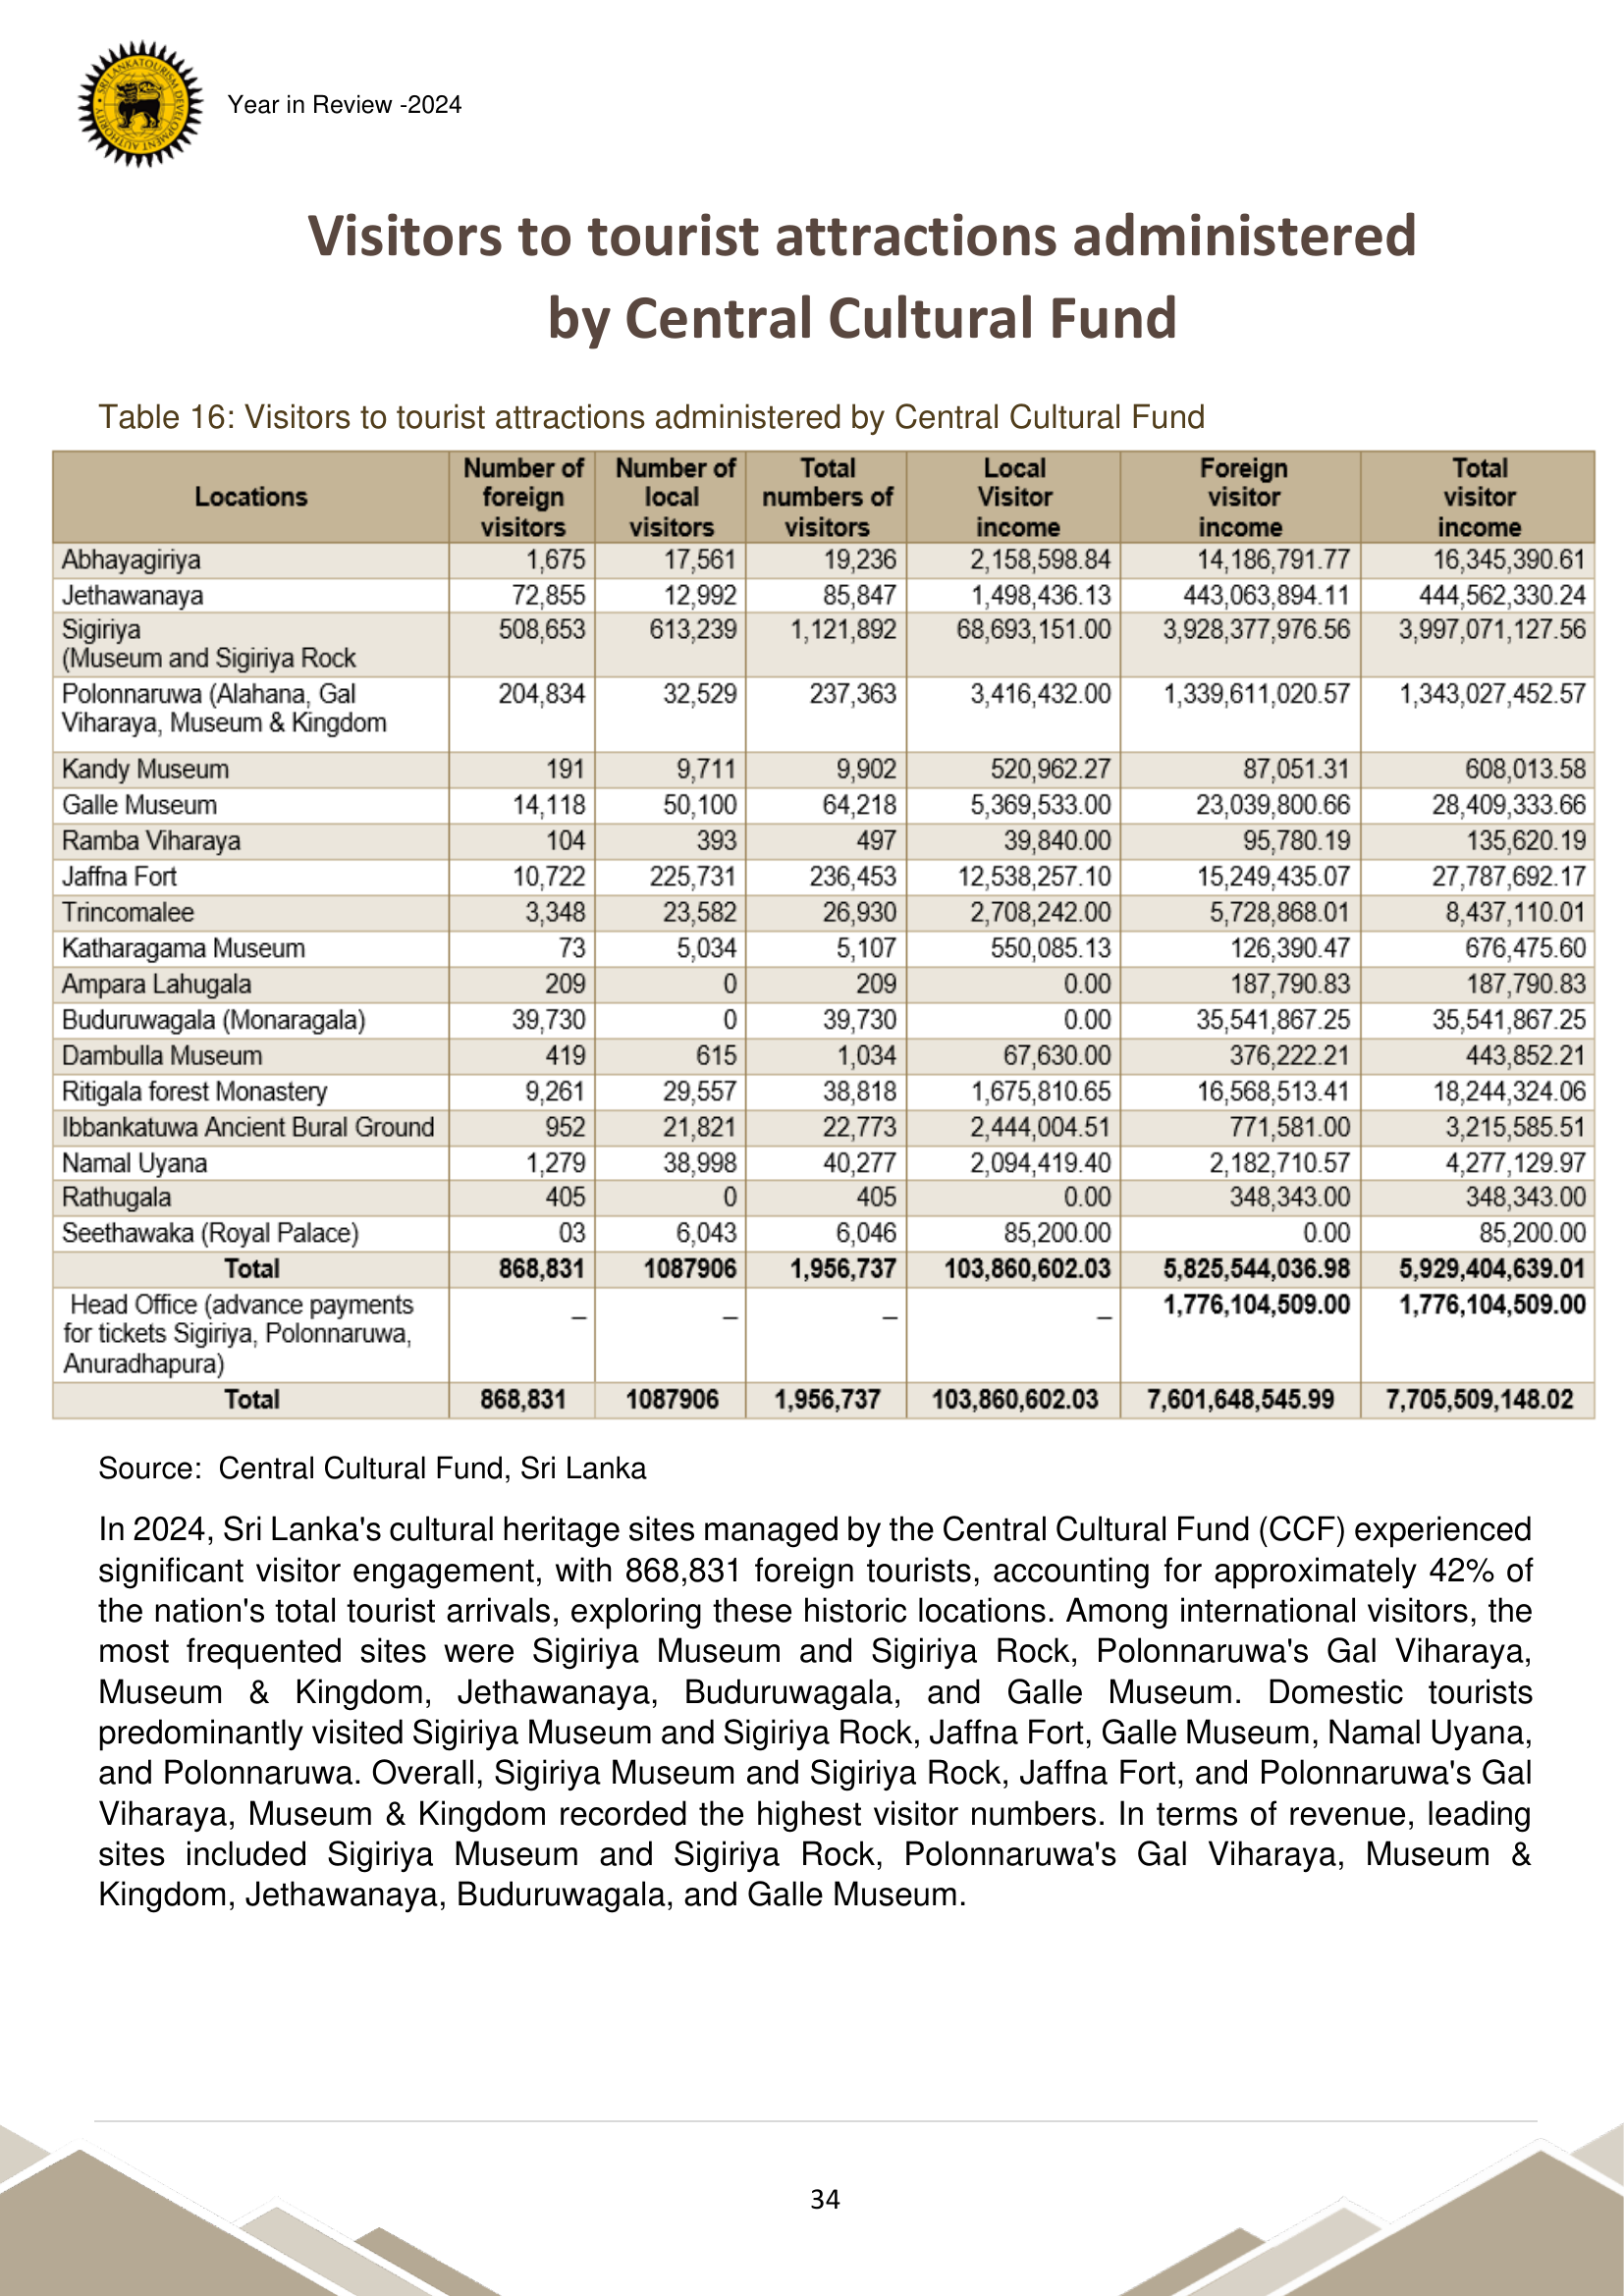 SRI LANKA TOURISM DEVELOPMENT AUTHORITY
Year in Review -2024
Visitors to tourist attractions administered
by Central Cultural Fund
Table 16: Visitors to tourist attractions administered by Central Cultural Fund
Locations | Number of foreign visitors | Number of local visitors | Total numbers of visitors | Local Visitor income | Foreign visitor income | Total visitor income
Abhayagiriya 1,675 17,561 19,236 2,158,598.84 14,186,791.77 16,345,390.61
Jethawanaya 72,855 12,992 85,847 1,498,436.13 443,063,894.11 444,562,330.24
Sigiriya 508,653 613,239 1,121,892 68,693,151.00 3,928,377,976.56 3,997,071,127.56
(Museum and Sigiriya Rock
Polonnaruwa (Alahana, Gal 204,834 32,529 237,363 3,416,432.00 1,339,611,020.57 1,343,027,452.57
Viharaya, Museum & Kingdom
Kandy Museum 191 9,711 9,902 520,962.27 87,051.31 608,013.58
Galle Museum 14,118 50,100 64,218 5,369,533.00 23,039,800.66 28,409,333.66
Ramba Viharaya 104 393 497 39,840.00 95,780.19 135,620.19
Jaffna Fort 10,722 225,731 236,453 12,538,257.10 15,249,435.07 27,787,692.17
Trincomalee 3,348 23,582 26,930 2,708,242.00 5,728,868.01 8,437,110.01
Katharagama Museum 73 5,034 5,107 550,085.13 126,390.47 676,475.60
Ampara Lahugala 209 0 209 0.00 187,790.83 187,790.83
Buduruwagala (Monaragala) 39,730 0 39,730 0.00 35,541,867.25 35,541,867.25
Dambulla Museum 419 615 1,034 67,630.00 376,222.21 443,852.21
Ritigala forest Monastery 9,261 29,557 38,818 1,675,810.65 16,568,513.41 18,244,324.06
Ibbankatuwa Ancient Bural Ground 952 21,821 22,773 2,444,004.51 771,581.00 3,215,585.51
Namal Uyana 1,279 38,998 40,277 2,094,419.40 2,182,710.57 4,277,129.97
Rathugala 405 0 405 0.00 348,343.00 348,343.00
Seethawaka (Royal Palace) 03 6,043 6,046 85,200.00 0.00 85,200.00
Total 868,831 1087906 1,956,737 103,860,602.03 5,825,544,036.98 5,929,404,639.01
Head Office (advance payments _ _ _ _ 1,776,104,509.00 1,776,104,509.00
for tickets Sigiriya, Polonnaruwa,
Anuradhapura)
Total 868,831 1087906 1,956,737 103,860,602.03 7,601,648,545.99 7,705,509,148.02
Source: Central Cultural Fund, Sri Lanka
In 2024, Sri Lanka's cultural heritage sites managed by the Central Cultural Fund (CCF) experienced
significant visitor engagement, with 868,831 foreign tourists, accounting for approximately 42% of
the nation's total tourist arrivals, exploring these historic locations. Among international visitors, the
most frequented sites were Sigiriya Museum and Sigiriya Rock, Polonnaruwa's Gal Viharaya,
Museum & Kingdom, Jethawanaya, Buduruwagala, and Galle Museum. Domestic tourists
predominantly visited Sigiriya Museum and Sigiriya Rock, Jaffna Fort, Galle Museum, Namal Uyana,
and Polonnaruwa. Overall, Sigiriya Museum and Sigiriya Rock, Jaffna Fort, and Polonnaruwa's Gal
Viharaya, Museum & Kingdom recorded the highest visitor numbers. In terms of revenue, leading
sites included Sigiriya Museum and Sigiriya Rock, Polonnaruwa's Gal Viharaya, Museum &
Kingdom, Jethawanaya, Buduruwagala, and Galle Museum.
34